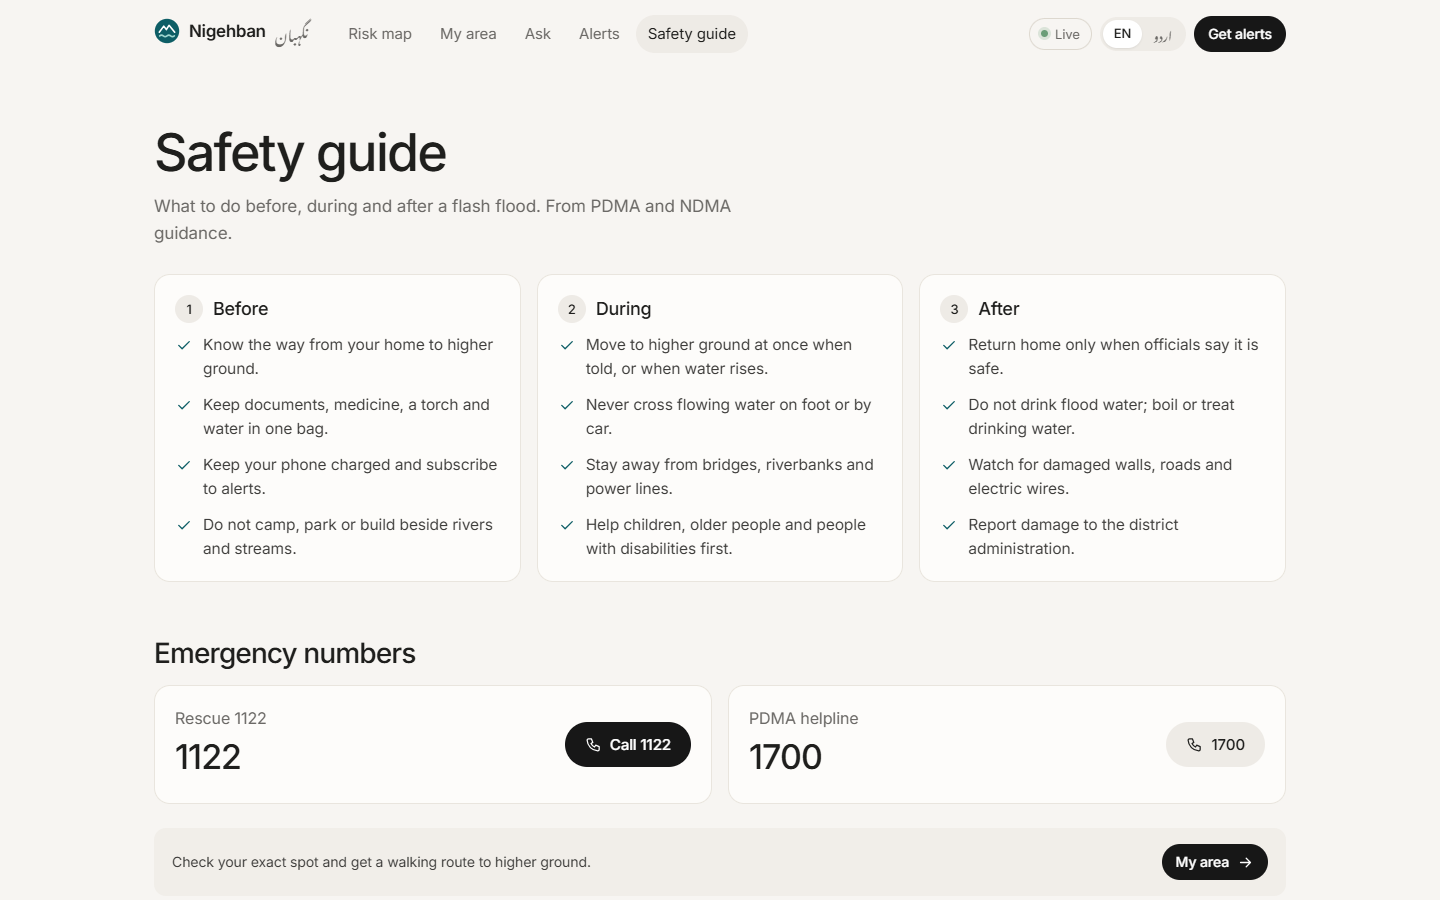 Nigehban نگہبان Risk map My area Ask Alerts Safety guide Live EN اردو Get alerts
Safety guide
What to do before, during and after a flash flood. From PDMA and NDMA
guidance.
1 Before
Know the way from your home to higher
ground.
Keep documents, medicine, a torch and
water in one bag.
Keep your phone charged and subscribe
to alerts.
Do not camp, park or build beside rivers
and streams.
2 During
Move to higher ground at once when
told, or when water rises.
Never cross flowing water on foot or by
car.
Stay away from bridges, riverbanks and
power lines.
Help children, older people and people
with disabilities first.
3 After
Return home only when officials say it is
safe.
Do not drink flood water; boil or treat
drinking water.
Watch for damaged walls, roads and
electric wires.
Report damage to the district
administration.
Emergency numbers
Rescue 1122
1122
Call 1122
PDMA helpline
1700
1700
Check your exact spot and get a walking route to higher ground.
My area